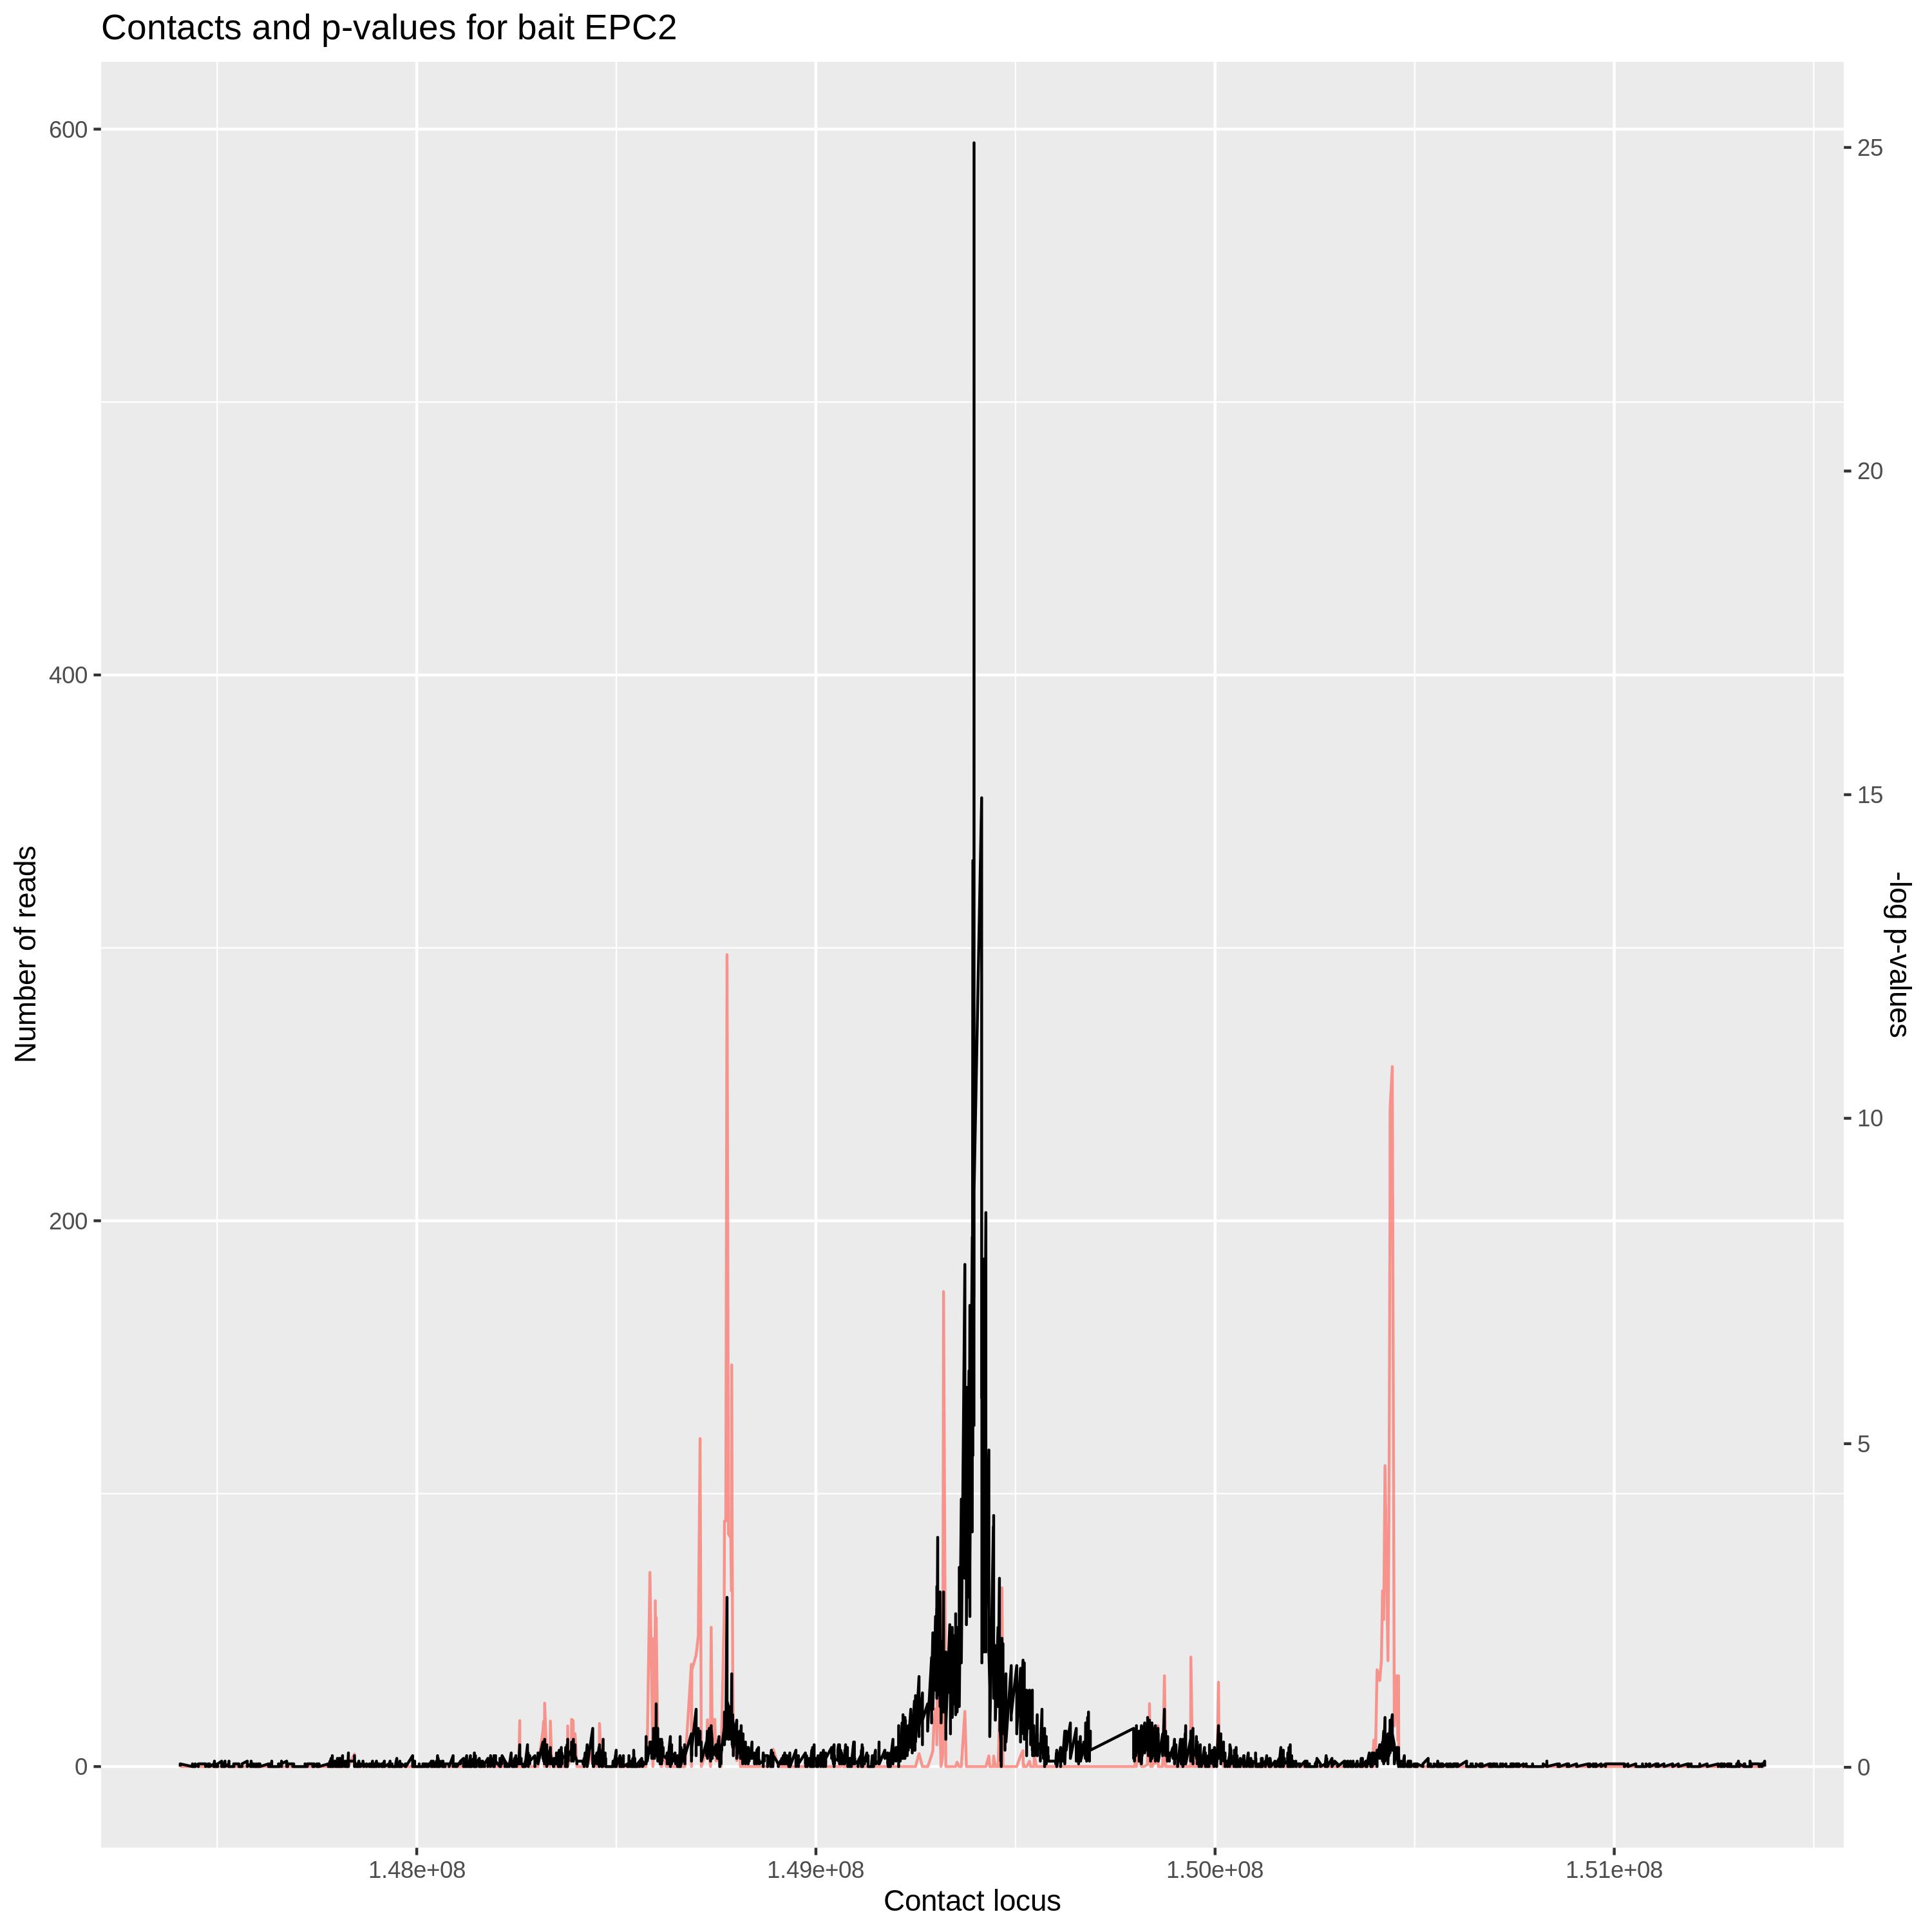 Contacts and p-values for bait EPC2
600
400
200
0
Number of reads
25
20
15
10
5
0
-log p-values
1.48e+08 1.49e+08 1.50e+08 1.51e+08
Contact locus